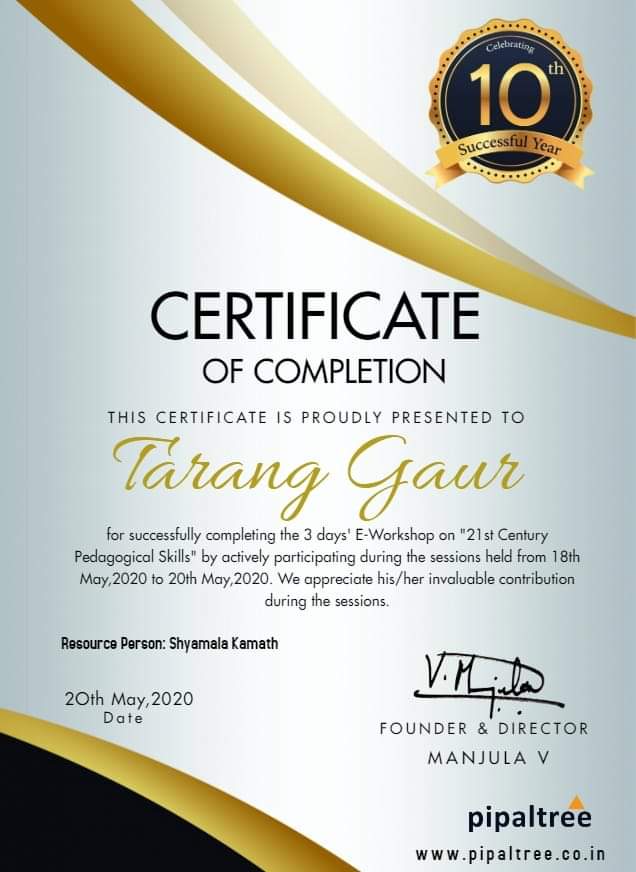 Celebrating
10th
Successful Year
CERTIFICATE
OF COMPLETION
THIS CERTIFICATE IS PROUDLY PRESENTED TO
Tarang Gaur
for successfully completing the 3 days' E-Workshop on "21st Century
Pedagogical Skills" by actively participating during the sessions held from 18th
May,2020 to 20th May,2020. We appreciate his/her invaluable contribution
during the sessions.
Resource Person: Shyamala Kamath
20th May,2020
Date
V. Manjula
FOUNDER & DIRECTOR
MANJULA V
pipaltree
www.pipaltree.co.in